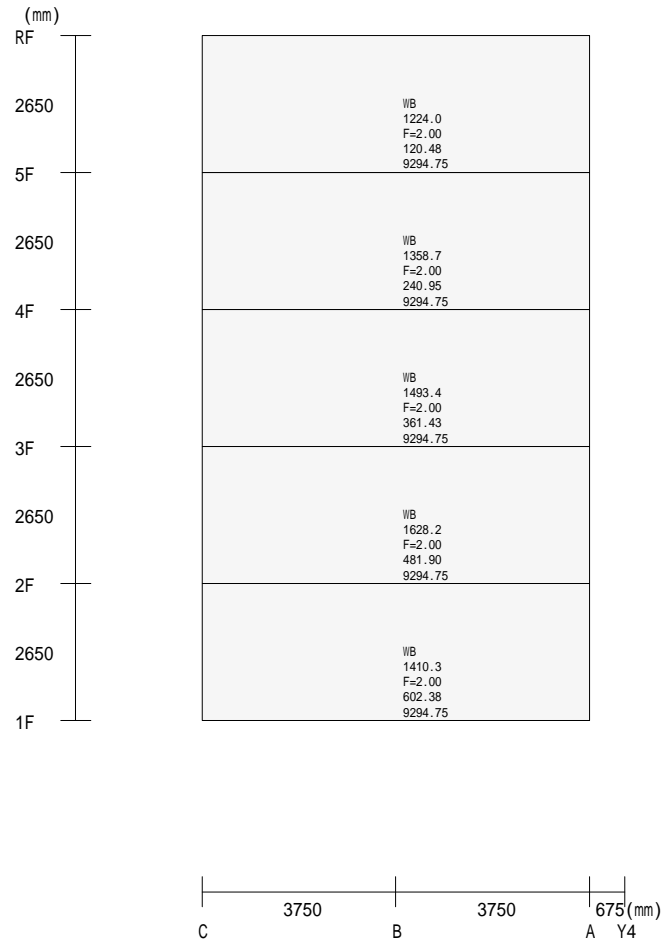 (mm)
RF
2650
WB
1224.0
F=2.00
120.48
9294.75
5F
2650
WB
1358.7
F=2.00
240.95
9294.75
4F
2650
WB
1493.4
F=2.00
361.43
9294.75
3F
2650
WB
1628.2
F=2.00
481.90
9294.75
2F
2650
WB
1410.3
F=2.00
602.38
9294.75
1F
3750 3750 675(mm)
C B A Y4